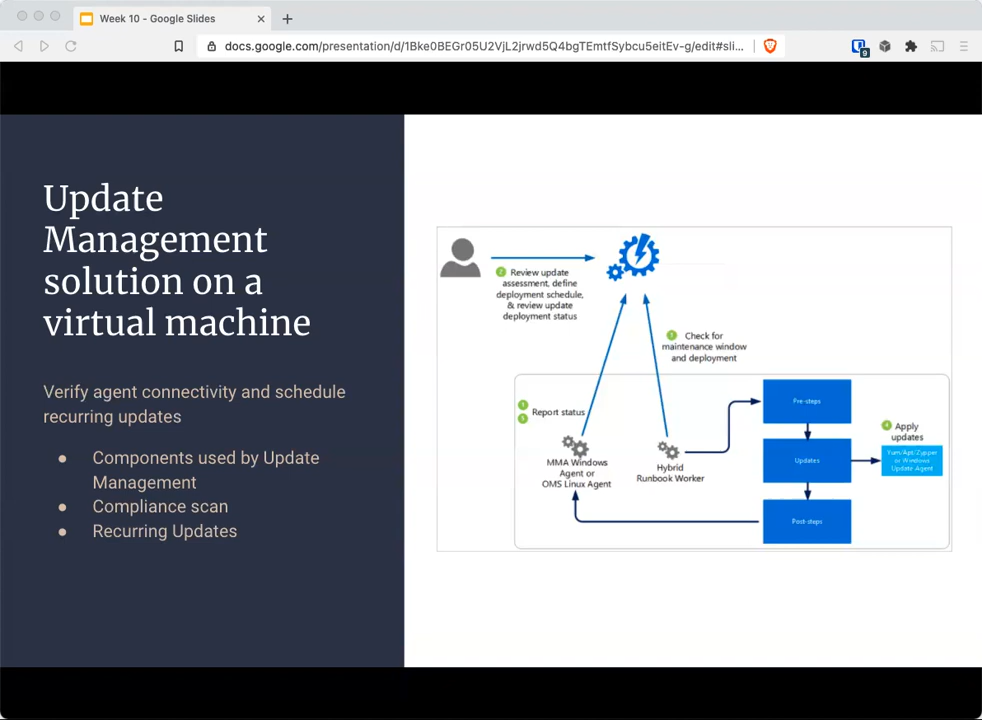 Week 10 - Google Slides
docs.google.com/presentation/d/1Bke0BEGr05U2VjL2jrwd5Q4bgTEmtfSybcu5eitEv-g/edit#sli...
9
Update
Management
solution on a
virtual machine
Verify agent connectivity and schedule
recurring updates
● Components used by Update
Management
● Compliance scan
● Recurring Updates
2 Review update
assessment, define
deployment schedule,
& review update
deployment status
Check for
maintenance window
and deployment
1
5
Report status
MMA Windows
Agent or
OMS Linux Agent
Hybrid
Runbook Worker
Pre-steps
Updates
Post-steps
4 Apply
updates
Yum/Apt/Zypper
or Windows
Update Agent